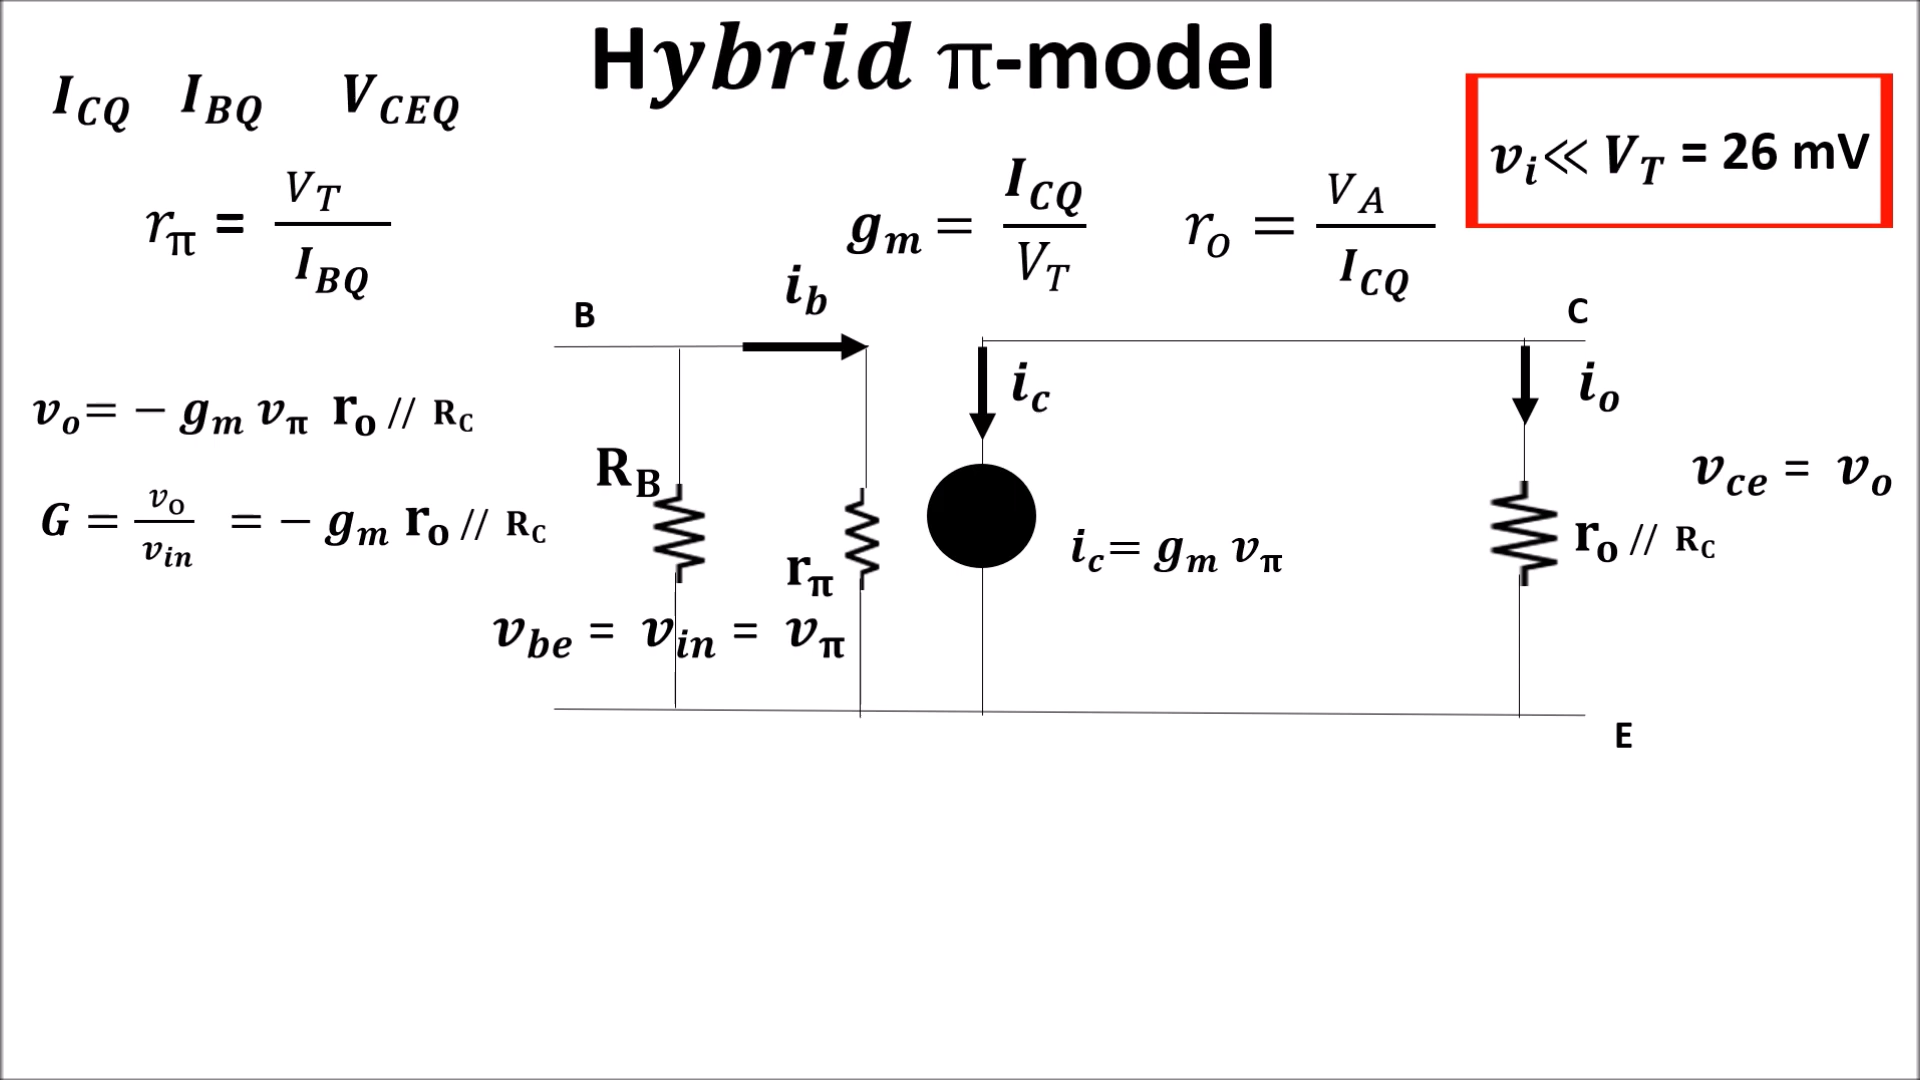 Hybrid π-model
I_CQ I_BQ V_CEQ
v_i ≪ V_T = 26 mV
r_π = V_T / I_BQ
g_m = I_CQ / V_T
r_o = V_A / I_CQ
i_b
B
C
i_c
i_o
v_o = − g_m v_π r_o // R_C
R_B
v_ce = v_o
G = v_o / v_in = − g_m r_o // R_C
r_π
i_c = g_m v_π
r_o // R_C
v_be = v_in = v_π
E